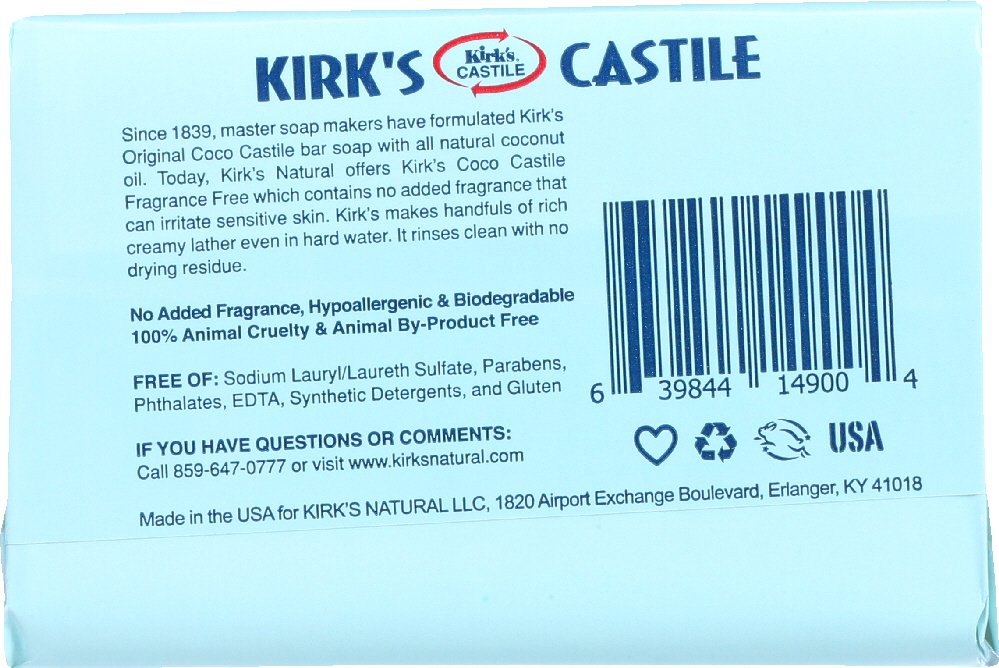 KIRK'S Kirk's. CASTILE CASTILE
Since 1839, master soap makers have formulated Kirk's
Original Coco Castile bar soap with all natural coconut
oil. Today, Kirk's Natural offers Kirk's Coco Castile
Fragrance Free which contains no added fragrance that
can irritate sensitive skin. Kirk's makes handfuls of rich
creamy lather even in hard water. It rinses clean with no
drying residue.
No Added Fragrance, Hypoallergenic & Biodegradable
100% Animal Cruelty & Animal By-Product Free
FREE OF: Sodium Lauryl/Laureth Sulfate, Parabens,
Phthalates, EDTA, Synthetic Detergents, and Gluten
IF YOU HAVE QUESTIONS OR COMMENTS:
Call 859-647-0777 or visit www.kirksnatural.com
6 39844 14900 4
USA
Made in the USA for KIRK'S NATURAL LLC, 1820 Airport Exchange Boulevard, Erlanger, KY 41018